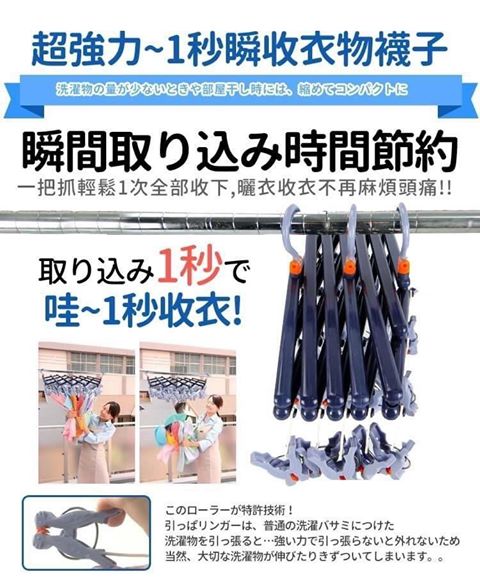 超強力~1秒瞬收衣物襪子
洗濯物の量が少ないときや部屋干し時には、縮めてコンパクトに
瞬間取り込み時間節約
一把抓輕鬆1次全部收下,曬衣收衣不再麻煩頭痛!!
取り込み1秒で
哇~1秒收衣!
このローラーが特許技術！
引っぱリンガーは、普通の洗濯バサミにつけた
洗濯物を引っ張ると…強い力で引っ張らないと外れないため
当然、大切な洗濯物が伸びたりきずついてしまいます。。